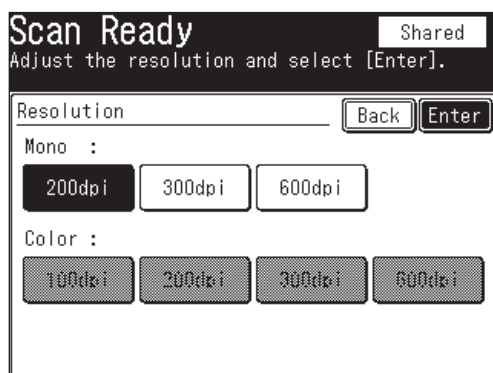 Scan Ready Shared
Adjust the resolution and select [Enter].
Resolution Back Enter
Mono :
200dpi 300dpi 600dpi
Color :
100dpi 200dpi 300dpi 600dpi